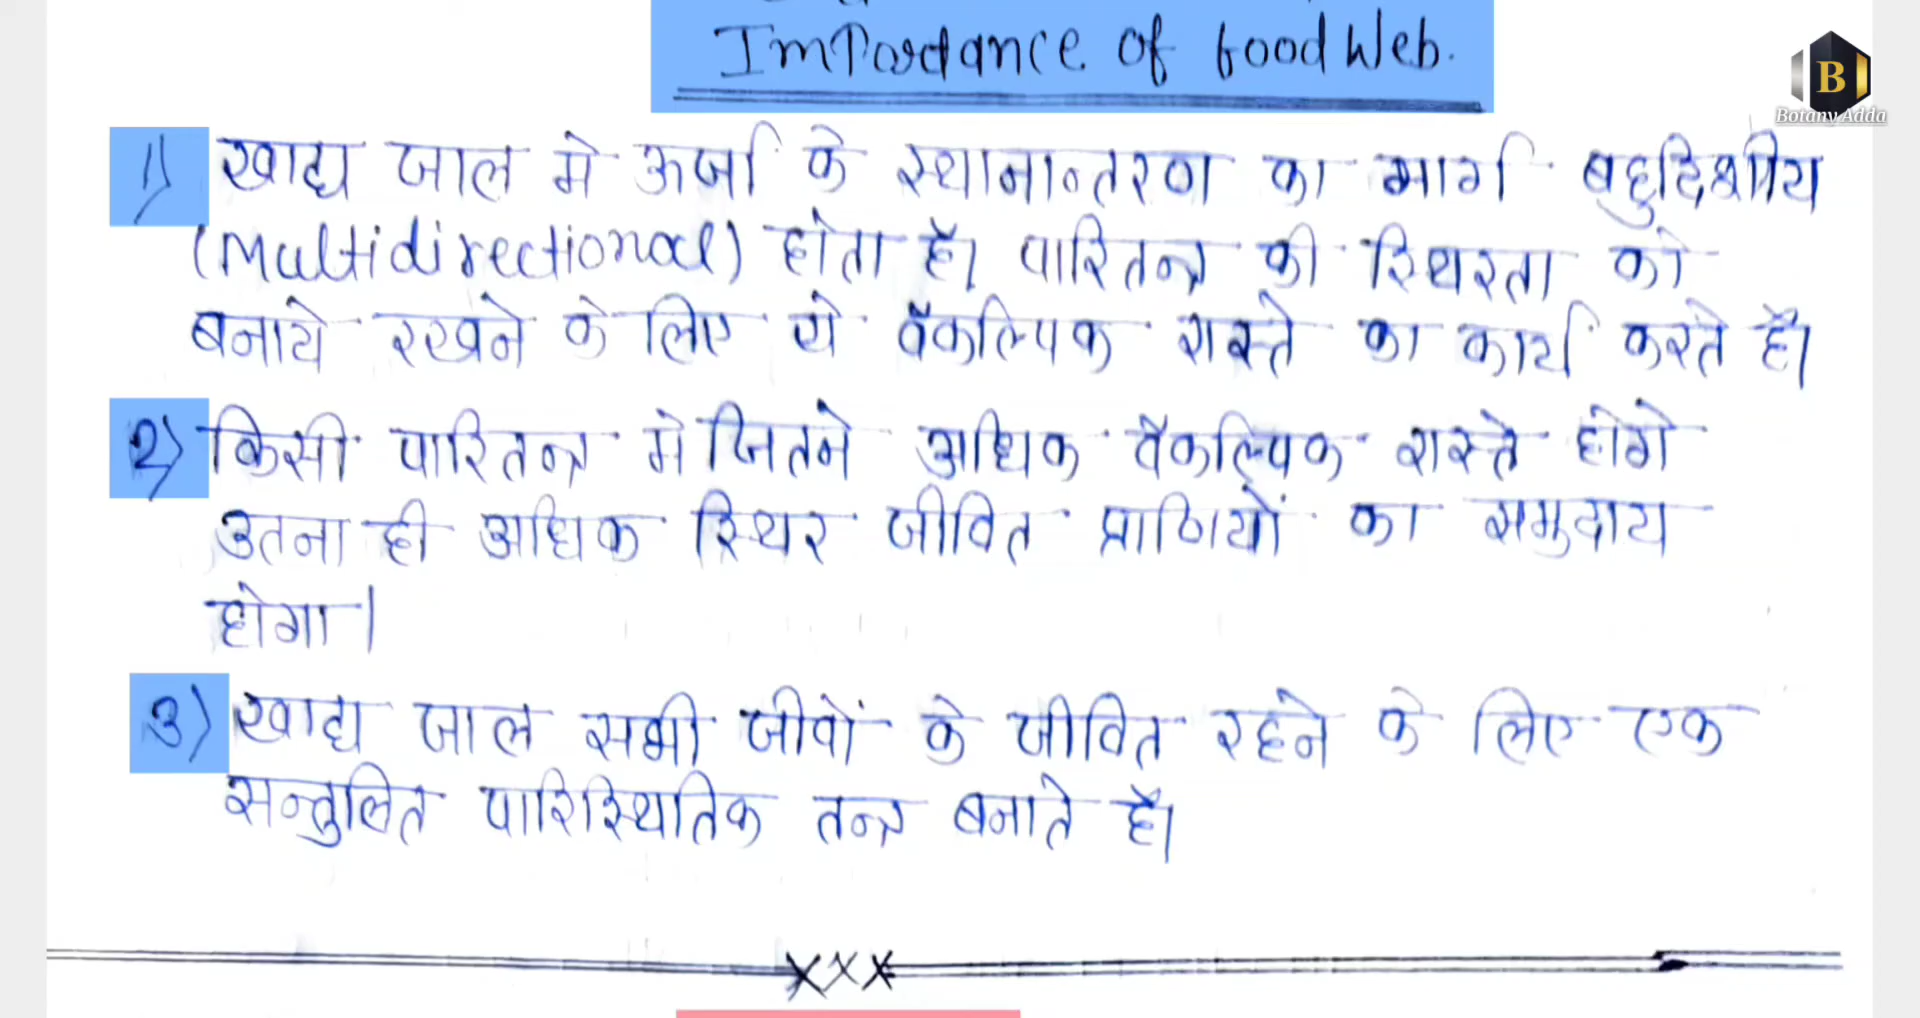 Importance of food Web.
B
Botany Adda
1) खाद्य जाल मे ऊर्जा के स्थानान्तरण का मार्ग बहुदिशीय
(Multidirectional) होता है। पारितन्त्र की स्थिरता को
बनाये रखने के लिए ये वैकल्पिक रास्ते का कार्य करते है।
2) किसी पारितन्त्र मे जितने अधिक वैकल्पिक रास्ते होगे
उतना ही अधिक स्थिर जीवित प्राणियों का समुदाय
होगा।
3) खाद्य जाल सभी जीवों के जीवित रहने के लिए एक
सन्तुलित पारिस्थितिक तन्त्र बनाते है।
xxx